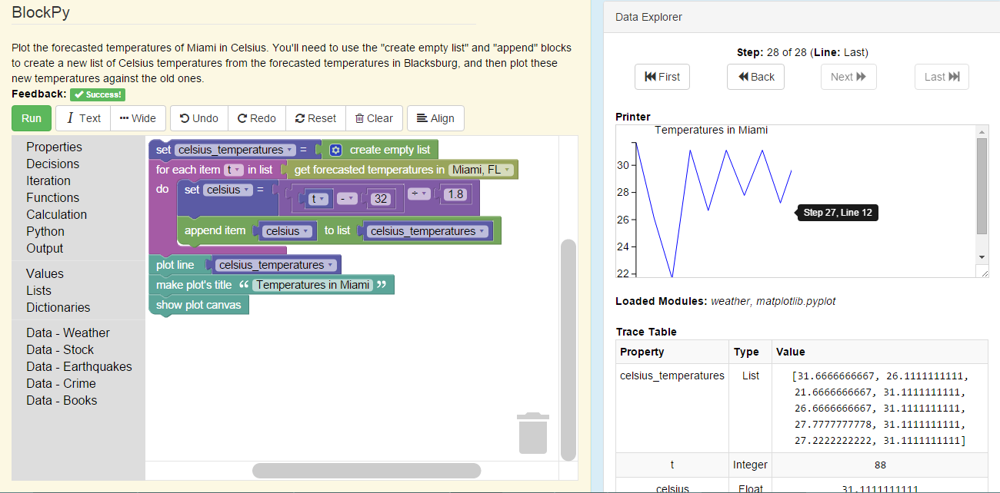 BlockPy
Plot the forecasted temperatures of Miami in Celsius. You'll need to use the "create empty list" and "append" blocks
to create a new list of Celsius temperatures from the forecasted temperatures in Blacksburg, and then plot these
new temperatures against the old ones.
Feedback: ✔ Success!
Run Text Wide Undo Redo Reset Clear Align
Properties
Decisions
Iteration
Functions
Calculation
Python
Output
Values
Lists
Dictionaries
Data - Weather
Data - Stock
Data - Earthquakes
Data - Crime
Data - Books
set celsius_temperatures = create empty list
for each item t in list get forecasted temperatures in Miami, FL
do set celsius = t - 32 ÷ 1.8
append item celsius to list celsius_temperatures
plot line celsius_temperatures
make plot's title “ Temperatures in Miami ”
show plot canvas
Data Explorer
Step: 28 of 28 (Line: Last)
First Back Next Last
Printer
Temperatures in Miami
30
28
26
24
22
Step 27, Line 12
Loaded Modules: weather, matplotlib.pyplot
Trace Table
Property Type Value
celsius_temperatures List [31.6666666667, 26.1111111111,
21.6666666667, 31.1111111111,
26.6666666667, 31.1111111111,
27.7777777778, 31.1111111111,
27.2222222222, 31.1111111111]
t Integer 88
celsius Float 31.1111111111